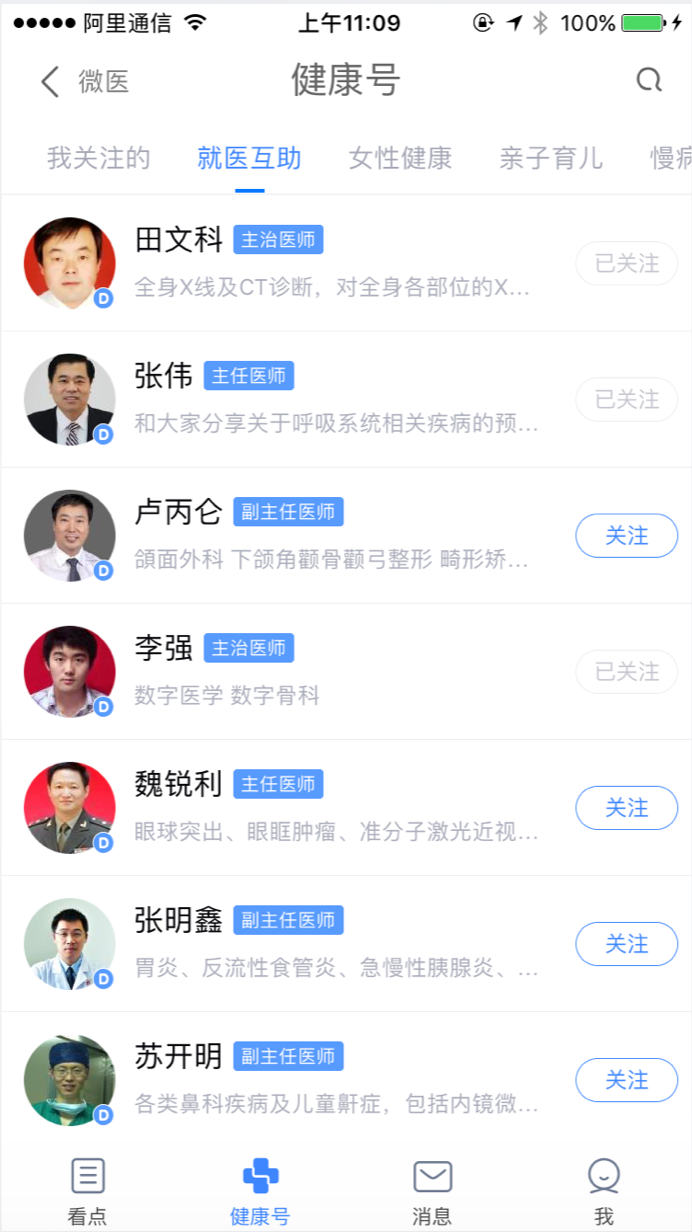 阿里通信 上午11:09 100%
微医 健康号
我关注的 就医互助 女性健康 亲子育儿 慢病
田文科 主治医师
全身X线及CT诊断，对全身各部位的X...
已关注
张伟 主任医师
和大家分享关于呼吸系统相关疾病的预...
已关注
卢丙仑 副主任医师
頜面外科 下颌角颧骨颧弓整形 畸形矫...
关注
李强 主治医师
数字医学 数字骨科
已关注
魏锐利 主任医师
眼球突出、眼眶肿瘤、准分子激光近视...
关注
张明鑫 副主任医师
胃炎、反流性食管炎、急慢性胰腺炎、...
关注
苏开明 副主任医师
各类鼻科疾病及儿童鼾症，包括内镜微...
关注
看点 健康号 消息 我